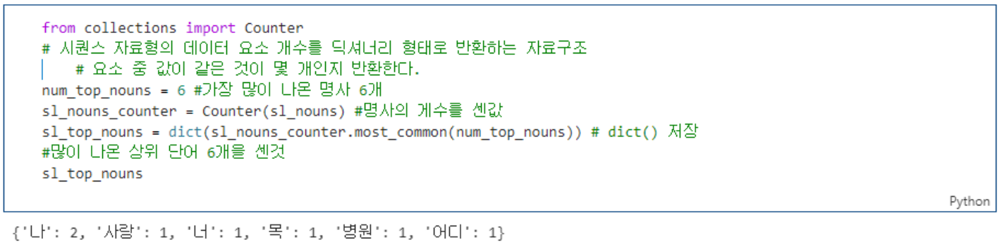 from collections import Counter
# 시퀀스 자료형의 데이터 요소 개수를 딕셔너리 형태로 반환하는 자료구조
# 요소 중 값이 같은 것이 몇 개인지 반환한다.
num_top_nouns = 6 #가장 많이 나온 명사 6개
sl_nouns_counter = Counter(sl_nouns) #명사의 게수를 센값
sl_top_nouns = dict(sl_nouns_counter.most_common(num_top_nouns)) # dict() 저장
#많이 나온 상위 단어 6개을 센것
sl_top_nouns
Python
{'나': 2, '사랑': 1, '너': 1, '목': 1, '병원': 1, '어디': 1}